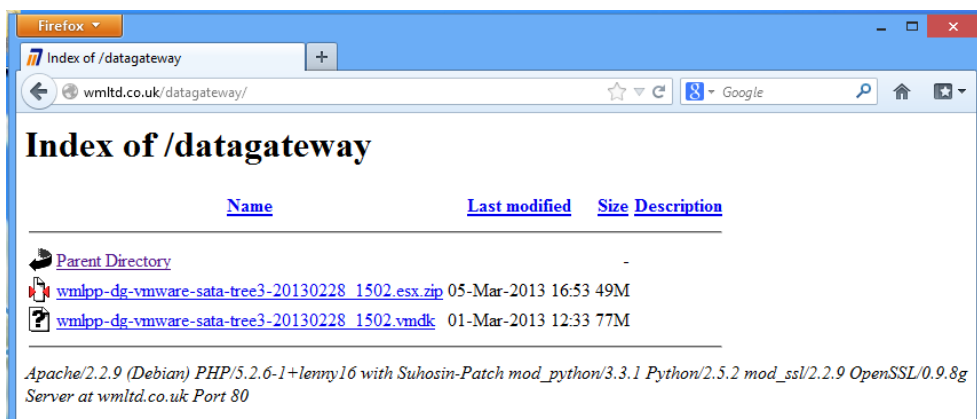 Firefox
Index of /datagateway
wmltd.co.uk/datagateway/
Google
Index of /datagateway
Name Last modified Size Description
Parent Directory -
wmlpp-dg-vmware-sata-tree3-20130228_1502.esx.zip 05-Mar-2013 16:53 49M
wmlpp-dg-vmware-sata-tree3-20130228_1502.vmdk 01-Mar-2013 12:33 77M
Apache/2.2.9 (Debian) PHP/5.2.6-1+lenny16 with Suhosin-Patch mod_python/3.3.1 Python/2.5.2 mod_ssl/2.2.9 OpenSSL/0.9.8g
Server at wmltd.co.uk Port 80